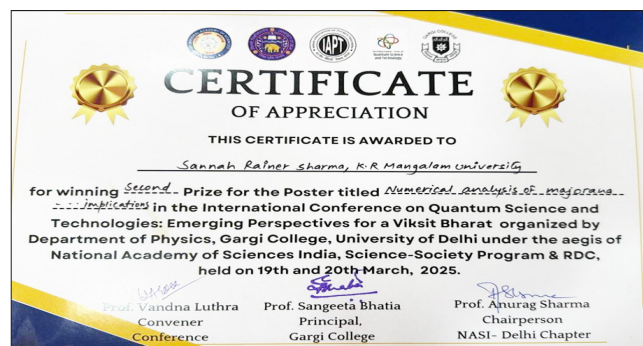 IAPT
GARGI COLLEGE
CERTIFICATE
OF APPRECIATION
THIS CERTIFICATE IS AWARDED TO
Sannah Rainer sharma, K.R Mangalam University
for winning Second Prize for the Poster titled Numerical analysis of majorana
implications in the International Conference on Quantum Science and
Technologies: Emerging Perspectives for a Viksit Bharat organized by
Department of Physics, Gargi College, University of Delhi under the aegis of
National Academy of Sciences India, Science-Society Program & RDC,
held on 19th and 20th March, 2025.
Prof. Vandna Luthra Prof. Sangeeta Bhatia Prof. Anurag Sharma
Convener Principal, Chairperson
Conference Gargi College NASI- Delhi Chapter